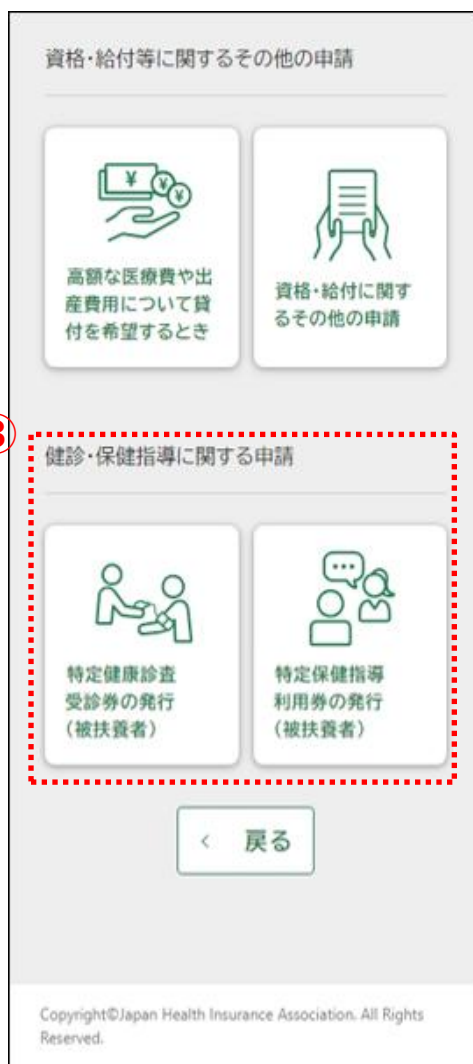 資格・給付等に関するその他の申請
高額な医療費や出
産費用について貸
付を希望するとき
資格・給付に関す
るその他の申請
健診・保健指導に関する申請
特定健康診査
受診券の発行
(被扶養者)
特定保健指導
利用券の発行
(被扶養者)
< 戻る
Copyright©Japan Health Insurance Association. All Rights
Reserved.